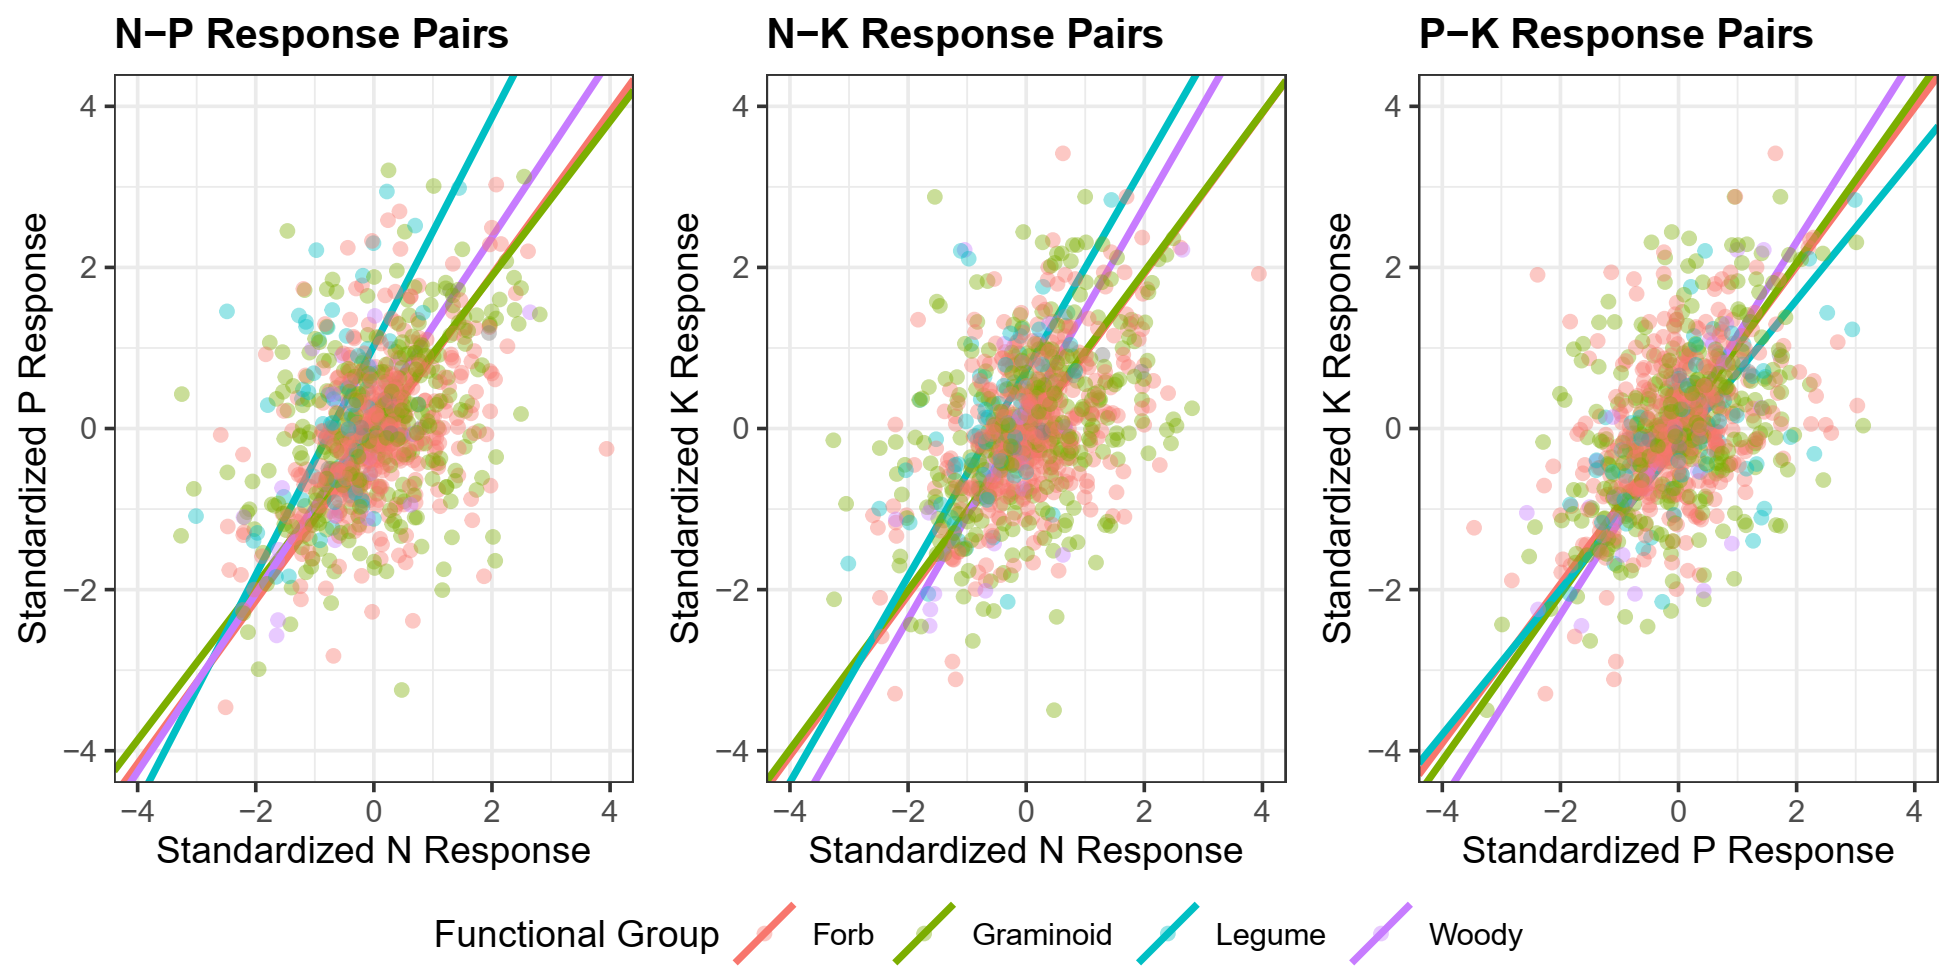 N−P Response Pairs
N−K Response Pairs
P−K Response Pairs
Standardized P Response
4
2
0
−2
−4
−4 −2 0 2 4
Standardized N Response
Standardized K Response
4
2
0
−2
−4
−4 −2 0 2 4
Standardized N Response
Standardized K Response
4
2
0
−2
−4
−4 −2 0 2 4
Standardized P Response
Functional Group Forb Graminoid Legume Woody